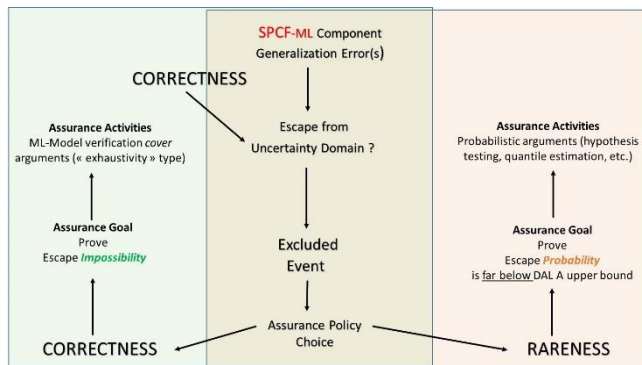 SPCF-ML Component
Generalization Error(s)
CORRECTNESS
Escape from
Uncertainty Domain ?
Excluded
Event
Assurance Policy
Choice
Assurance Activities
ML-Model verification cover
arguments (« exhaustivity » type)
Assurance Goal
Prove
Escape Impossibility
CORRECTNESS
Assurance Activities
Probabilistic arguments (hypothesis
testing, quantile estimation, etc.)
Assurance Goal
Prove
Escape Probability
is far below DAL A upper bound
RARENESS